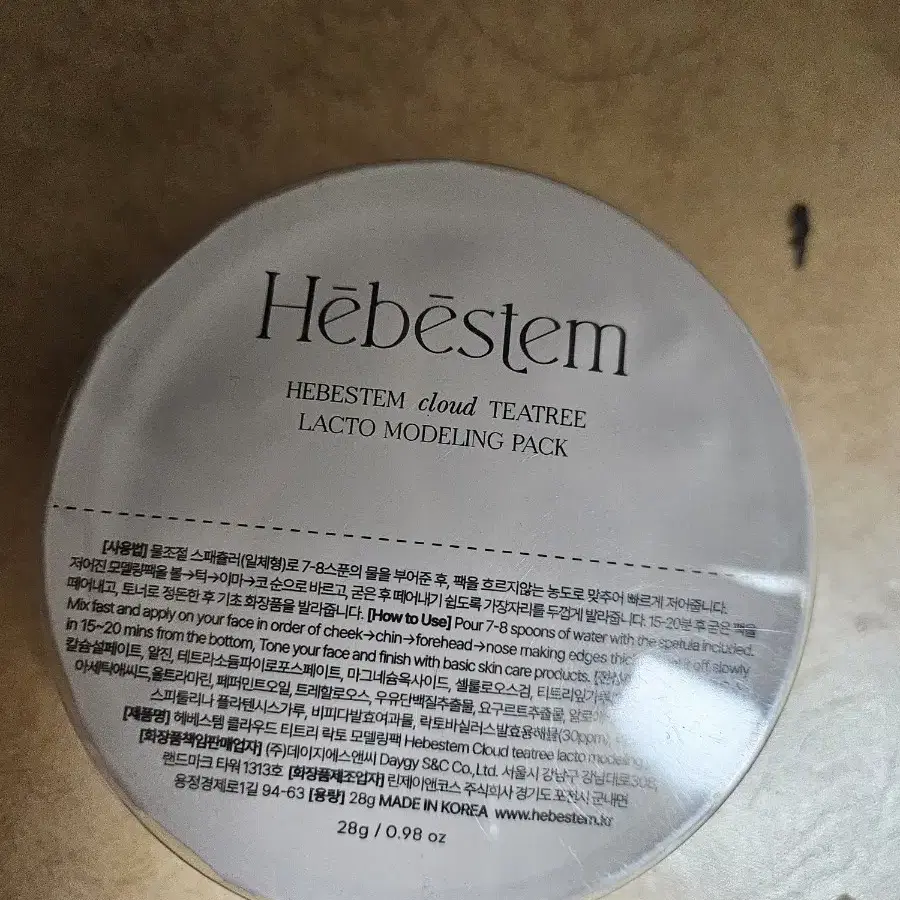 Hēbēstem
HEBESTEM cloud TEATREE
LACTO MODELING PACK
[사용법] 물조절 스패츌러(일체형)로 7-8스푼의 물을 부어준 후, 팩을 흐르지않는 농도로 맞추어 빠르게 저어줍니다.
저어진 모델링팩을 볼→턱→이마→코 순으로 바르고, 굳은 후 떼어내기 쉽도록 가장자리를 두껍게 발라줍니다. 15-20분 후 굳은 팩을
떼어내고, 토너로 정돈한 후 기초 화장품을 발라줍니다. [How to Use] Pour 7-8 spoons of water with the spetula included.
Mix fast and apply on your face in order of cheek→chin→forehead→nose making edges off slowly
in 15~20 mins from the bottom, Tone your face and finish with basic skin care products.
칼슘설페이트, 알진, 테트라소듐파이로포스페이트, 마그네슘옥사이드, 셀룰로오스검,
아세틱애씨드,울트라마린, 페퍼민트오일, 트레할로오스, 우유단백질추출물, 요구르트추출물,
스피룰리나 플라텐시스가루, 비피다발효여과물, 락토바실러스발효용해물(30ppm),
[제품명] 헤베스템 클라우드 티트리 락토 모델링팩 Hebestem Cloud teatree lacto modeling
[화장품책임판매업자] (주)데이지에스앤씨 Daygy S&C Co.,Ltd. 서울시 강남구 강남대로308,
랜드마크 타워 1313호 [화장품제조업자] 린제이앤코스 주식회사 경기도 포천시 군내면
용정경제로1길 94-63 [용량] 28g MADE IN KOREA www.hebestem.kr
28g / 0.98 oz